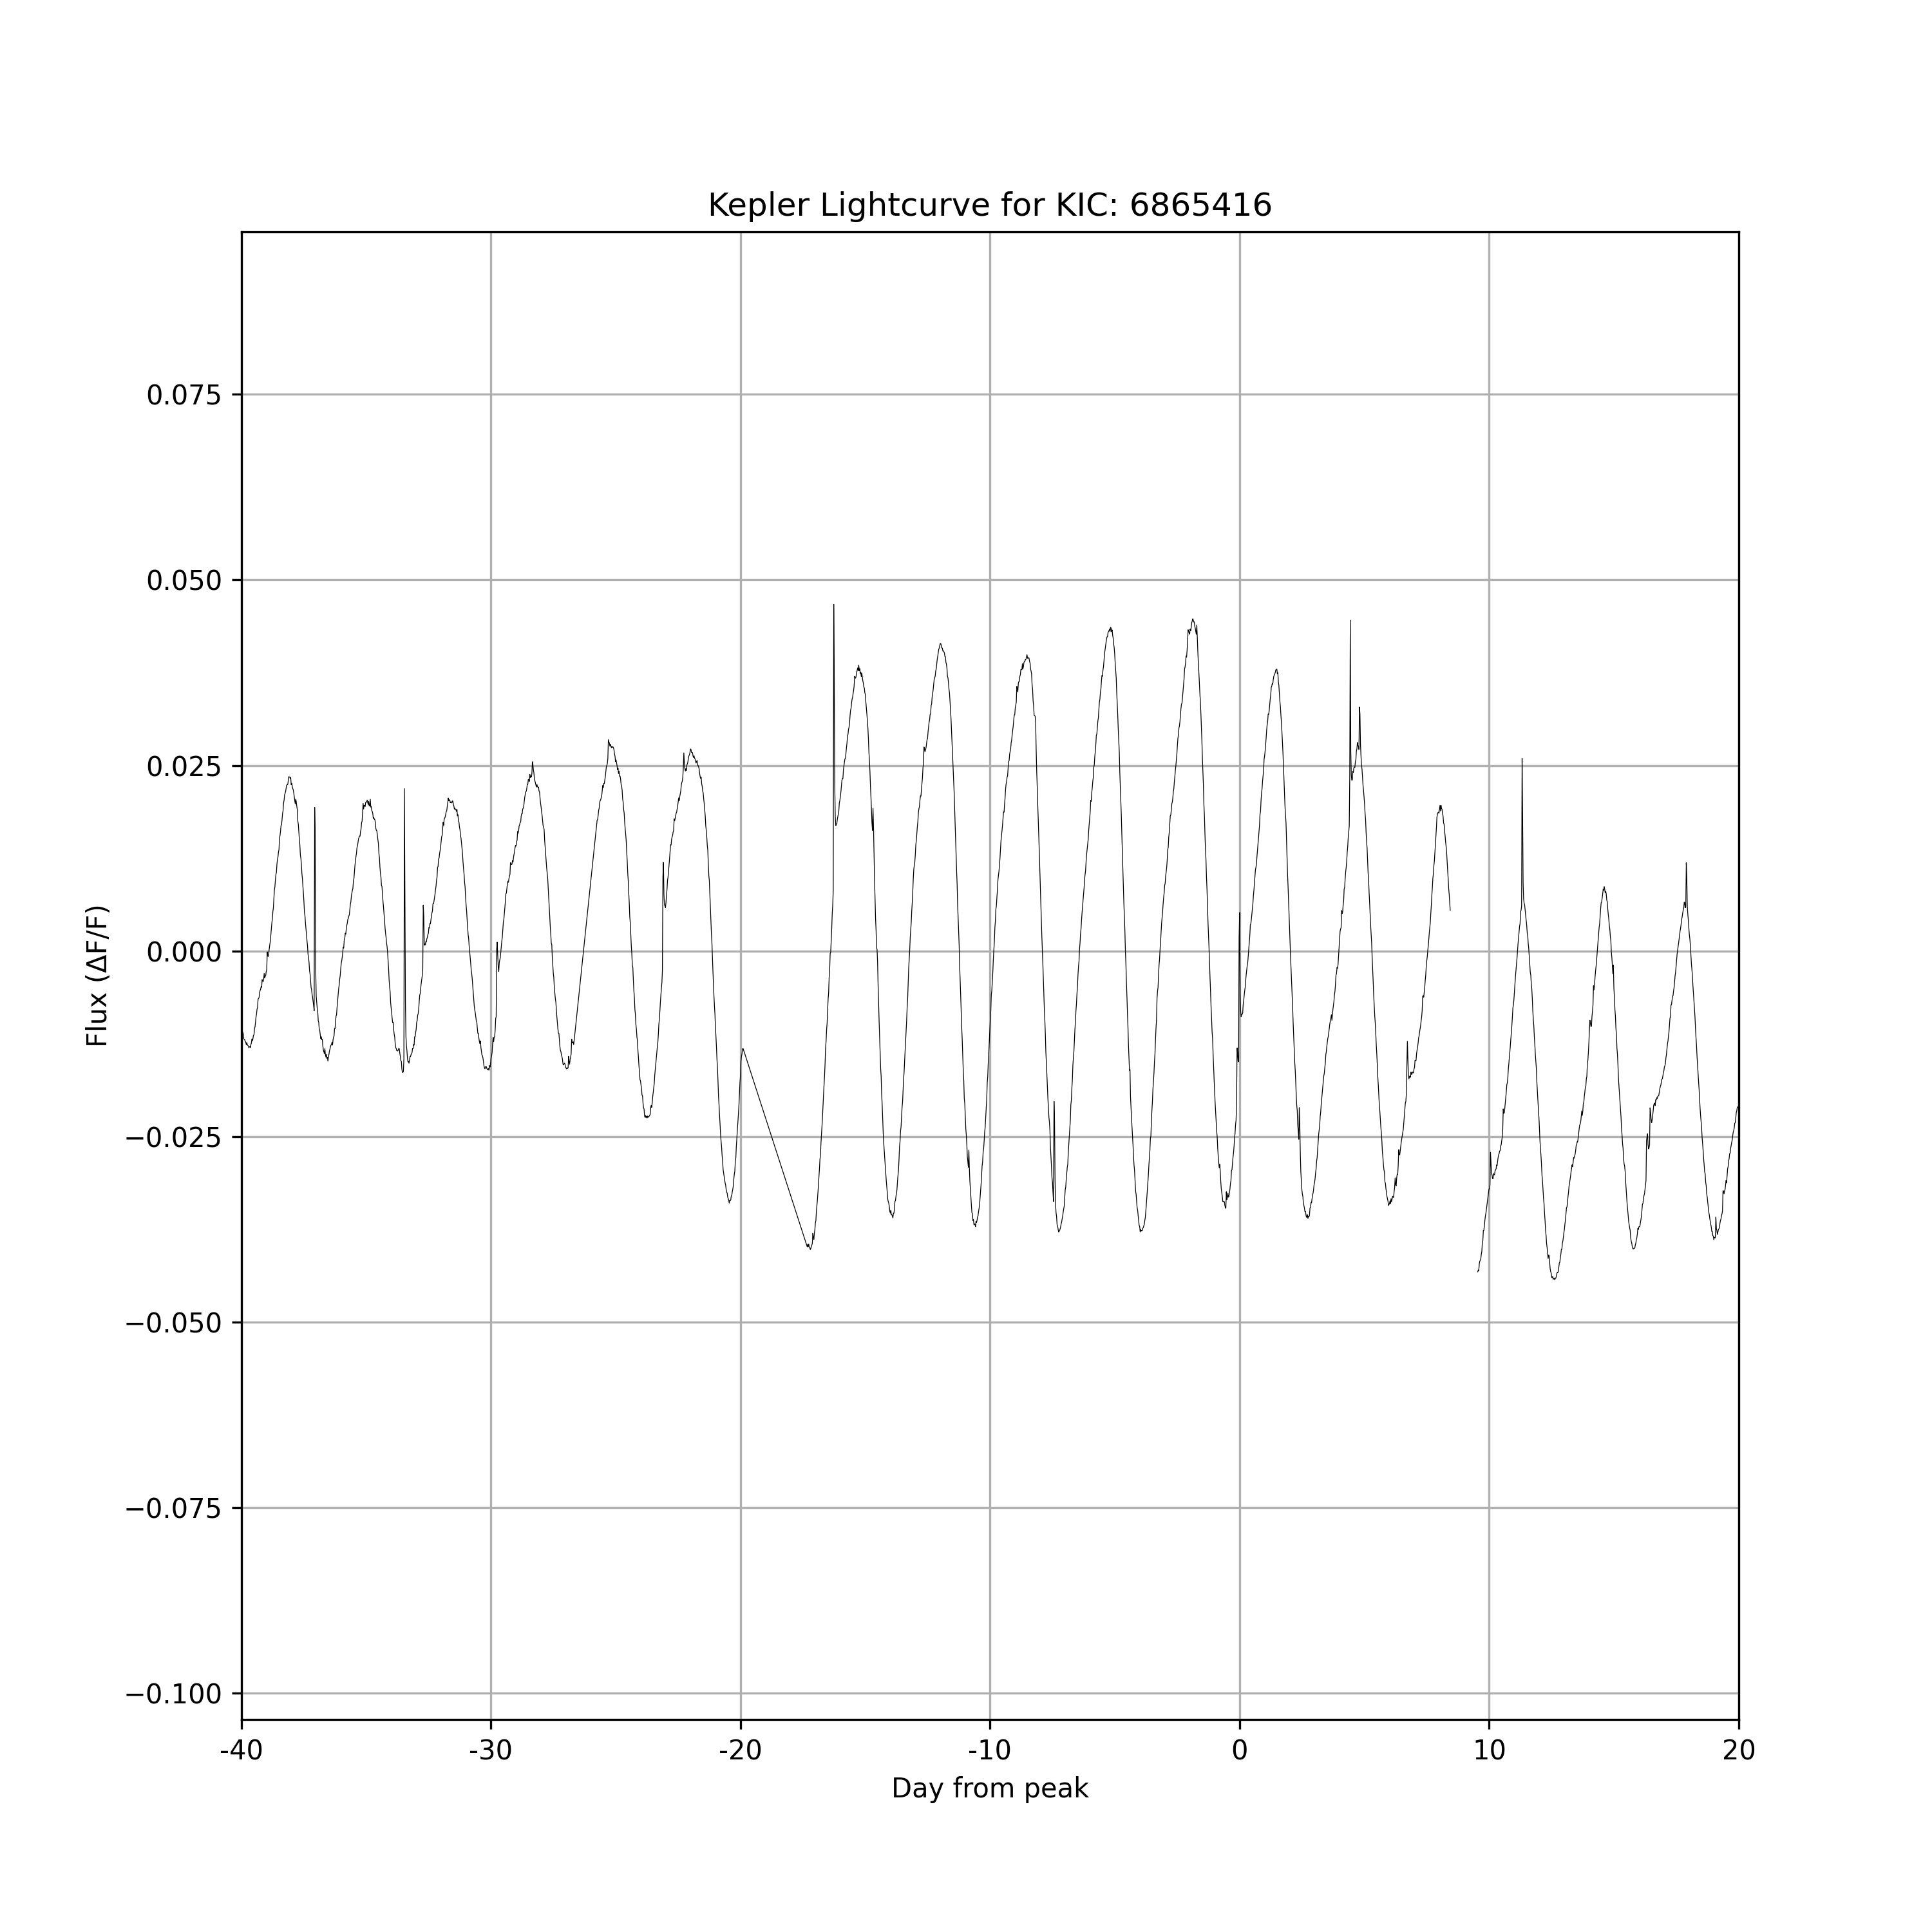 Kepler Lightcurve for KIC: 6865416
0.075
0.050
0.025
0.000
−0.025
−0.050
−0.075
−0.100
Flux (ΔF/F)
-40 -30 -20 -10 0 10 20
Day from peak